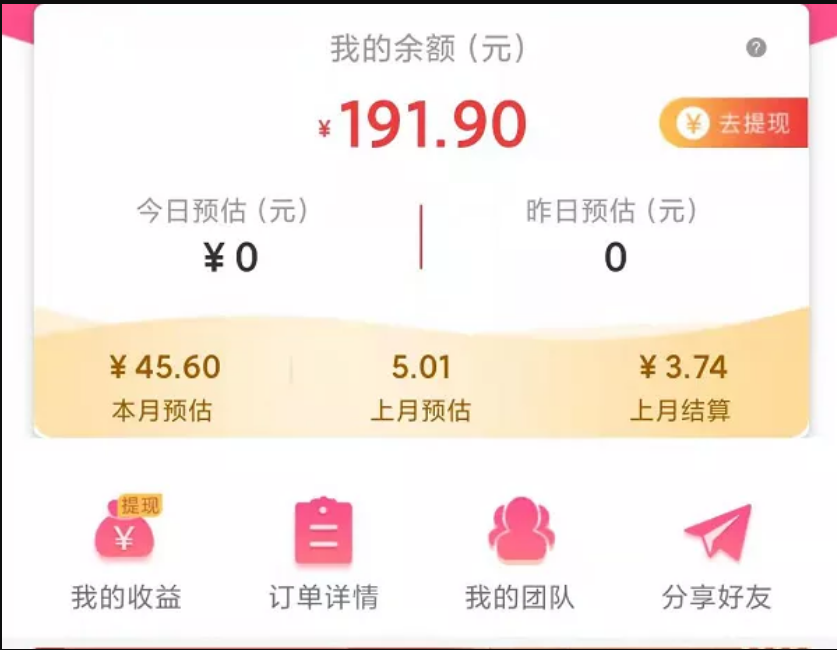 我的余额（元）
?
¥191.90
¥ 去提现
今日预估（元）
昨日预估（元）
¥0
0
¥45.60
5.01
¥3.74
本月预估
上月预估
上月结算
提现
¥
我的收益
订单详情
我的团队
分享好友